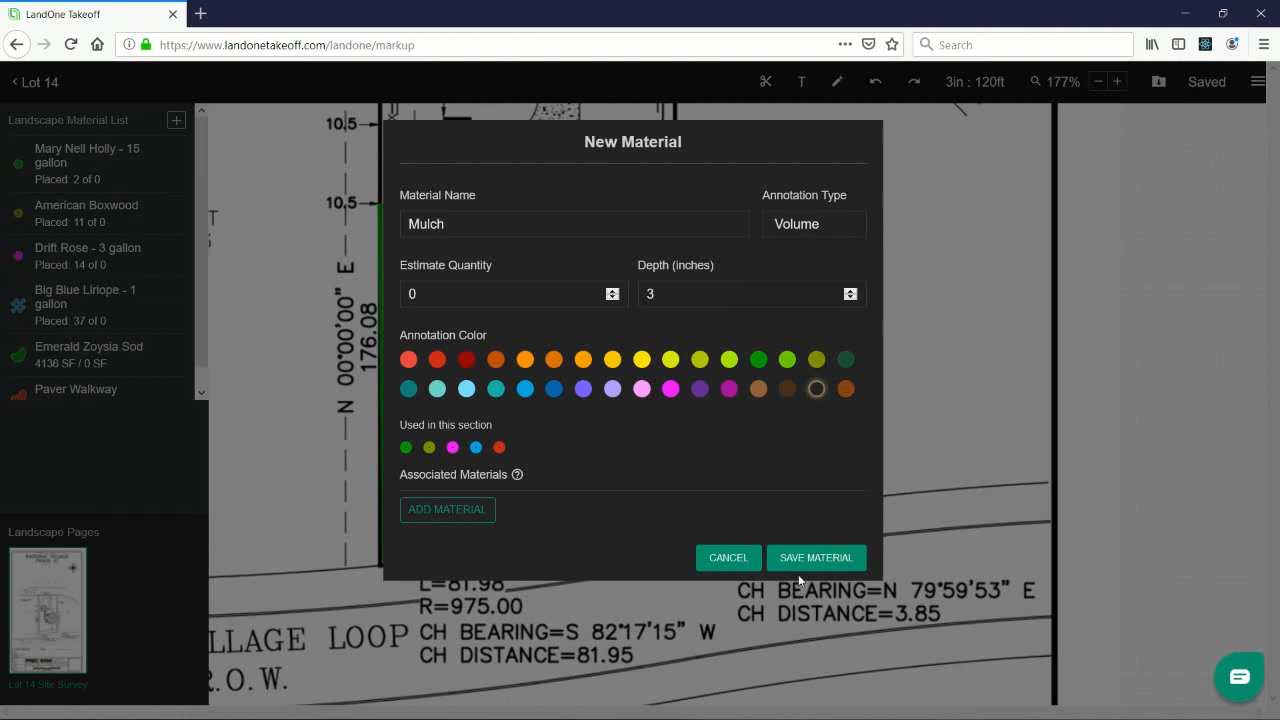 LandOne Takeoff
https://www.landonetakeoff.com/landone/markup
Search
Lot 14
T
3in : 120ft
177%
Saved
Landscape Material List
Mary Nell Holly - 15
gallon
Placed: 2 of 0
American Boxwood
Placed: 11 of 0
Drift Rose - 3 gallon
Placed: 14 of 0
Big Blue Liriope - 1
gallon
Placed: 37 of 0
Emerald Zoysia Sod
4136 SF / 0 SF
Paver Walkway
Landscape Pages
Lot 14 Site Survey
10.5
10.5
T
N 00°00'00" E
176.08
New Material
Material Name
Annotation Type
Mulch
Volume
Estimate Quantity
Depth (inches)
0
3
Annotation Color
Used in this section
Associated Materials
ADD MATERIAL
CANCEL
SAVE MATERIAL
L=81.98
R=975.00
CH BEARING=S 82°17'15" W
CH DISTANCE=81.95
CH BEARING=N 79°59'53" E
CH DISTANCE=3.85
ILLAGE LOOP
R.O.W.